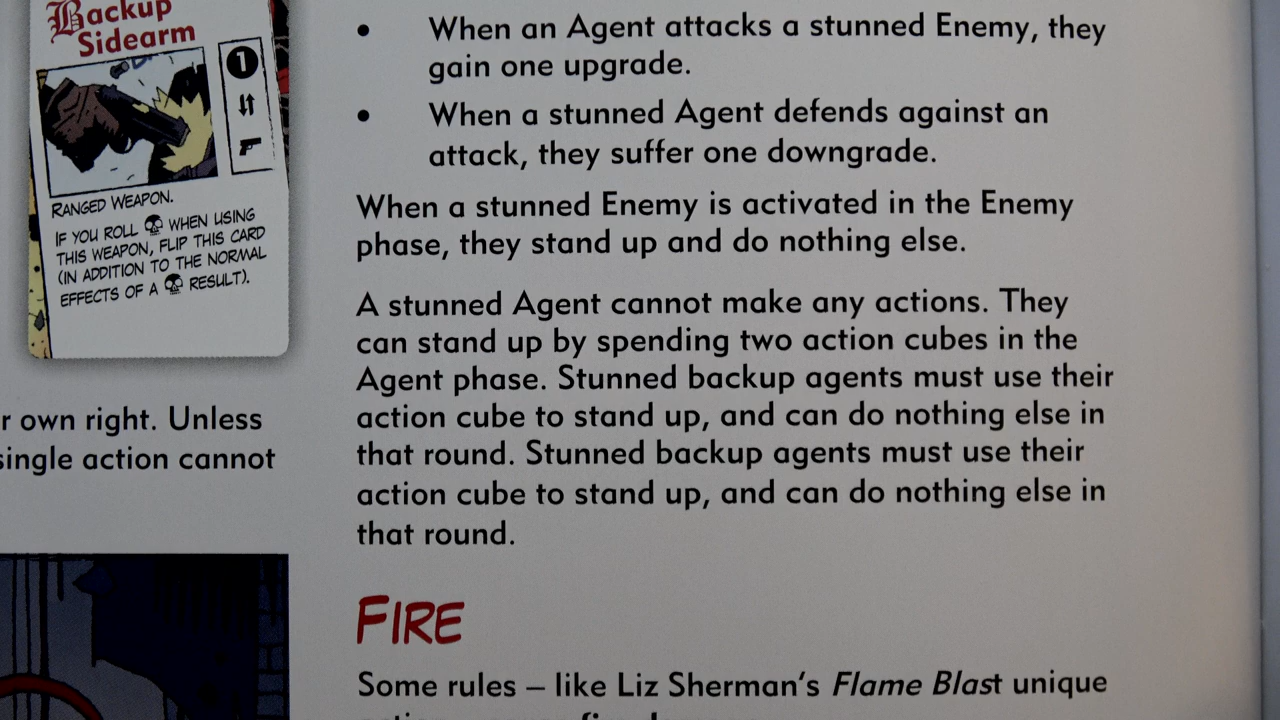 Backup
Sidearm
1
RANGED WEAPON.
IF YOU ROLL WHEN USING
THIS WEAPON, FLIP THIS CARD
(IN ADDITION TO THE NORMAL
EFFECTS OF A RESULT).
r own right. Unless
single action cannot
• When an Agent attacks a stunned Enemy, they
gain one upgrade.
• When a stunned Agent defends against an
attack, they suffer one downgrade.
When a stunned Enemy is activated in the Enemy
phase, they stand up and do nothing else.
A stunned Agent cannot make any actions. They
can stand up by spending two action cubes in the
Agent phase. Stunned backup agents must use their
action cube to stand up, and can do nothing else in
that round. Stunned backup agents must use their
action cube to stand up, and can do nothing else in
that round.
FIRE
Some rules – like Liz Sherman's Flame Blast unique